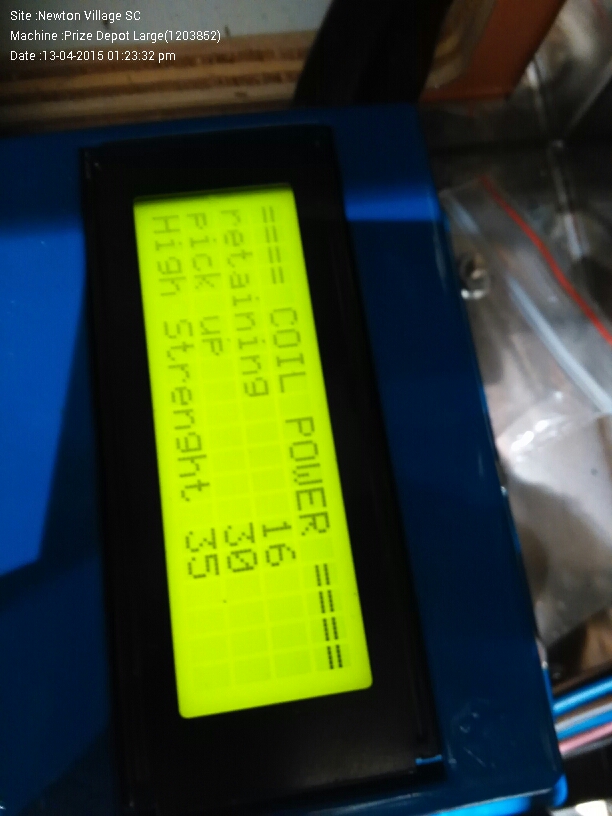 Site :Newton Village SC
Machine :Prize Depot Large(1203852)
Date :13-04-2015 01:23:32 pm
==== COIL POWER ====
retaining 16
Pick up 30
High Strenght 35